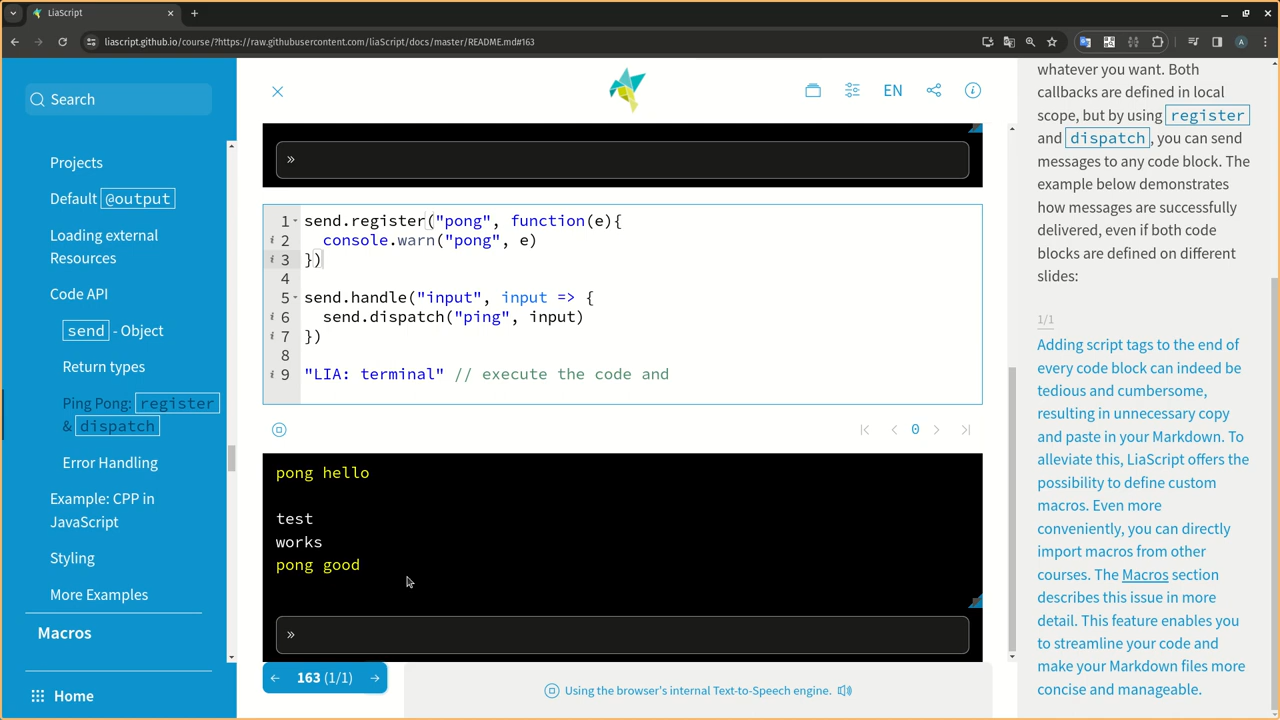 LiaScript
liascript.github.io/course/?https://raw.githubusercontent.com/liaScript/docs/master/README.md#163
A
Search
Projects
Default @output
Loading external
Resources
Code API
send - Object
Return types
Ping Pong: register
& dispatch
Error Handling
Example: CPP in
JavaScript
Styling
More Examples
Macros
Home
EN
»
1 send.register("pong", function(e){
2 console.warn("pong", e)
3 })
4
5 send.handle("input", input => {
6 send.dispatch("ping", input)
7 })
8
9 "LIA: terminal" // execute the code and
0
pong hello
test
works
pong good
»
163 (1/1)
Using the browser's internal Text-to-Speech engine.
whatever you want. Both
callbacks are defined in local
scope, but by using register
and dispatch, you can send
messages to any code block. The
example below demonstrates
how messages are successfully
delivered, even if both code
blocks are defined on different
slides:
1/1
Adding script tags to the end of
every code block can indeed be
tedious and cumbersome,
resulting in unnecessary copy
and paste in your Markdown. To
alleviate this, LiaScript offers the
possibility to define custom
macros. Even more
conveniently, you can directly
import macros from other
courses. The Macros section
describes this issue in more
detail. This feature enables you
to streamline your code and
make your Markdown files more
concise and manageable.